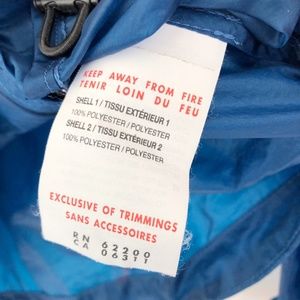 KEEP AWAY FROM FIRE
TENIR LOIN DU FEU
SHELL 1 / TISSU EXTÉRIEUR 1
100% POLYESTER / POLYESTER
SHELL 2 / TISSU EXTÉRIEUR 2
100% POLYESTER / POLYESTER
EXCLUSIVE OF TRIMMINGS
SANS ACCESSOIRES
RN 62200
CA 06311